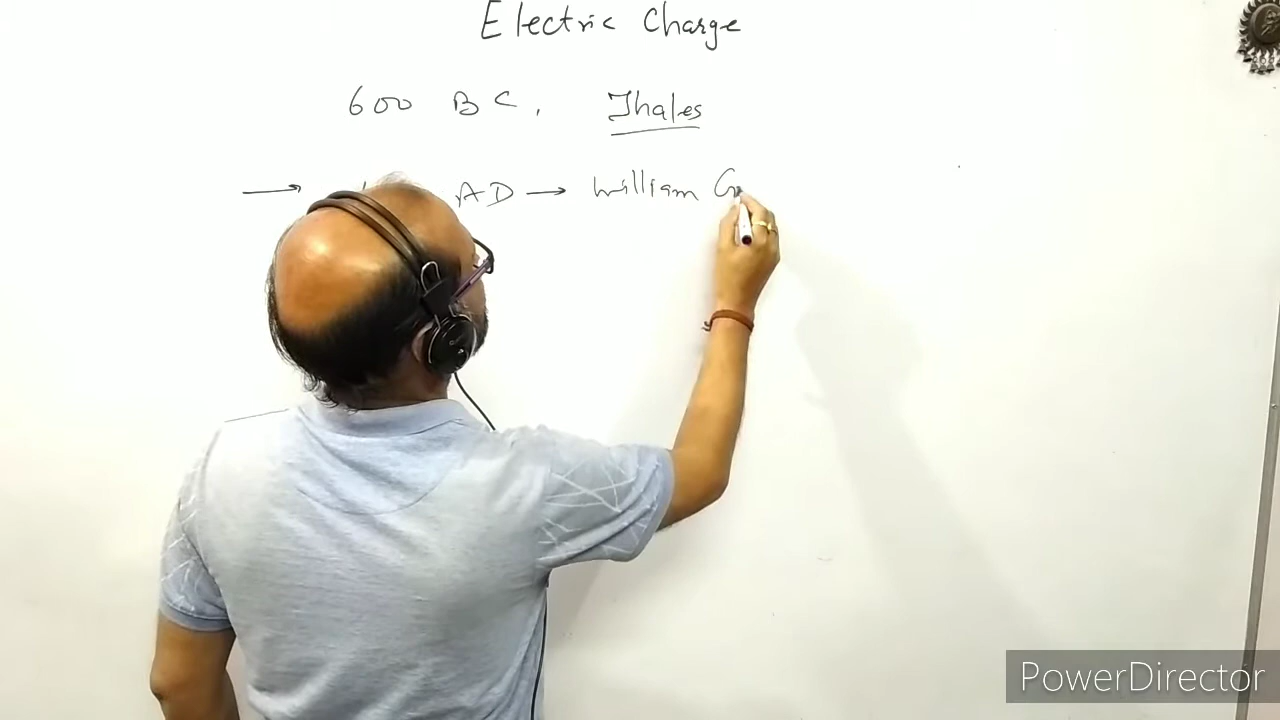 Electric Charge
600 BC, Thales
→ AD → William G
PowerDirector